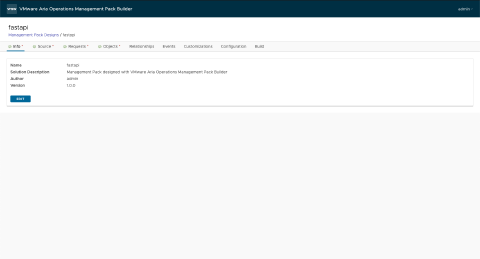 vmw VMware Aria Operations Management Pack Builder admin
fastapi
Management Pack Designs / fastapi
Info * Source * Requests * Objects * Relationships Events Customizations Configuration Build
Name fastapi
Solution Description Management Pack designed with VMware Aria Operations Management Pack Builder
Author admin
Version 1.0.0
EDIT